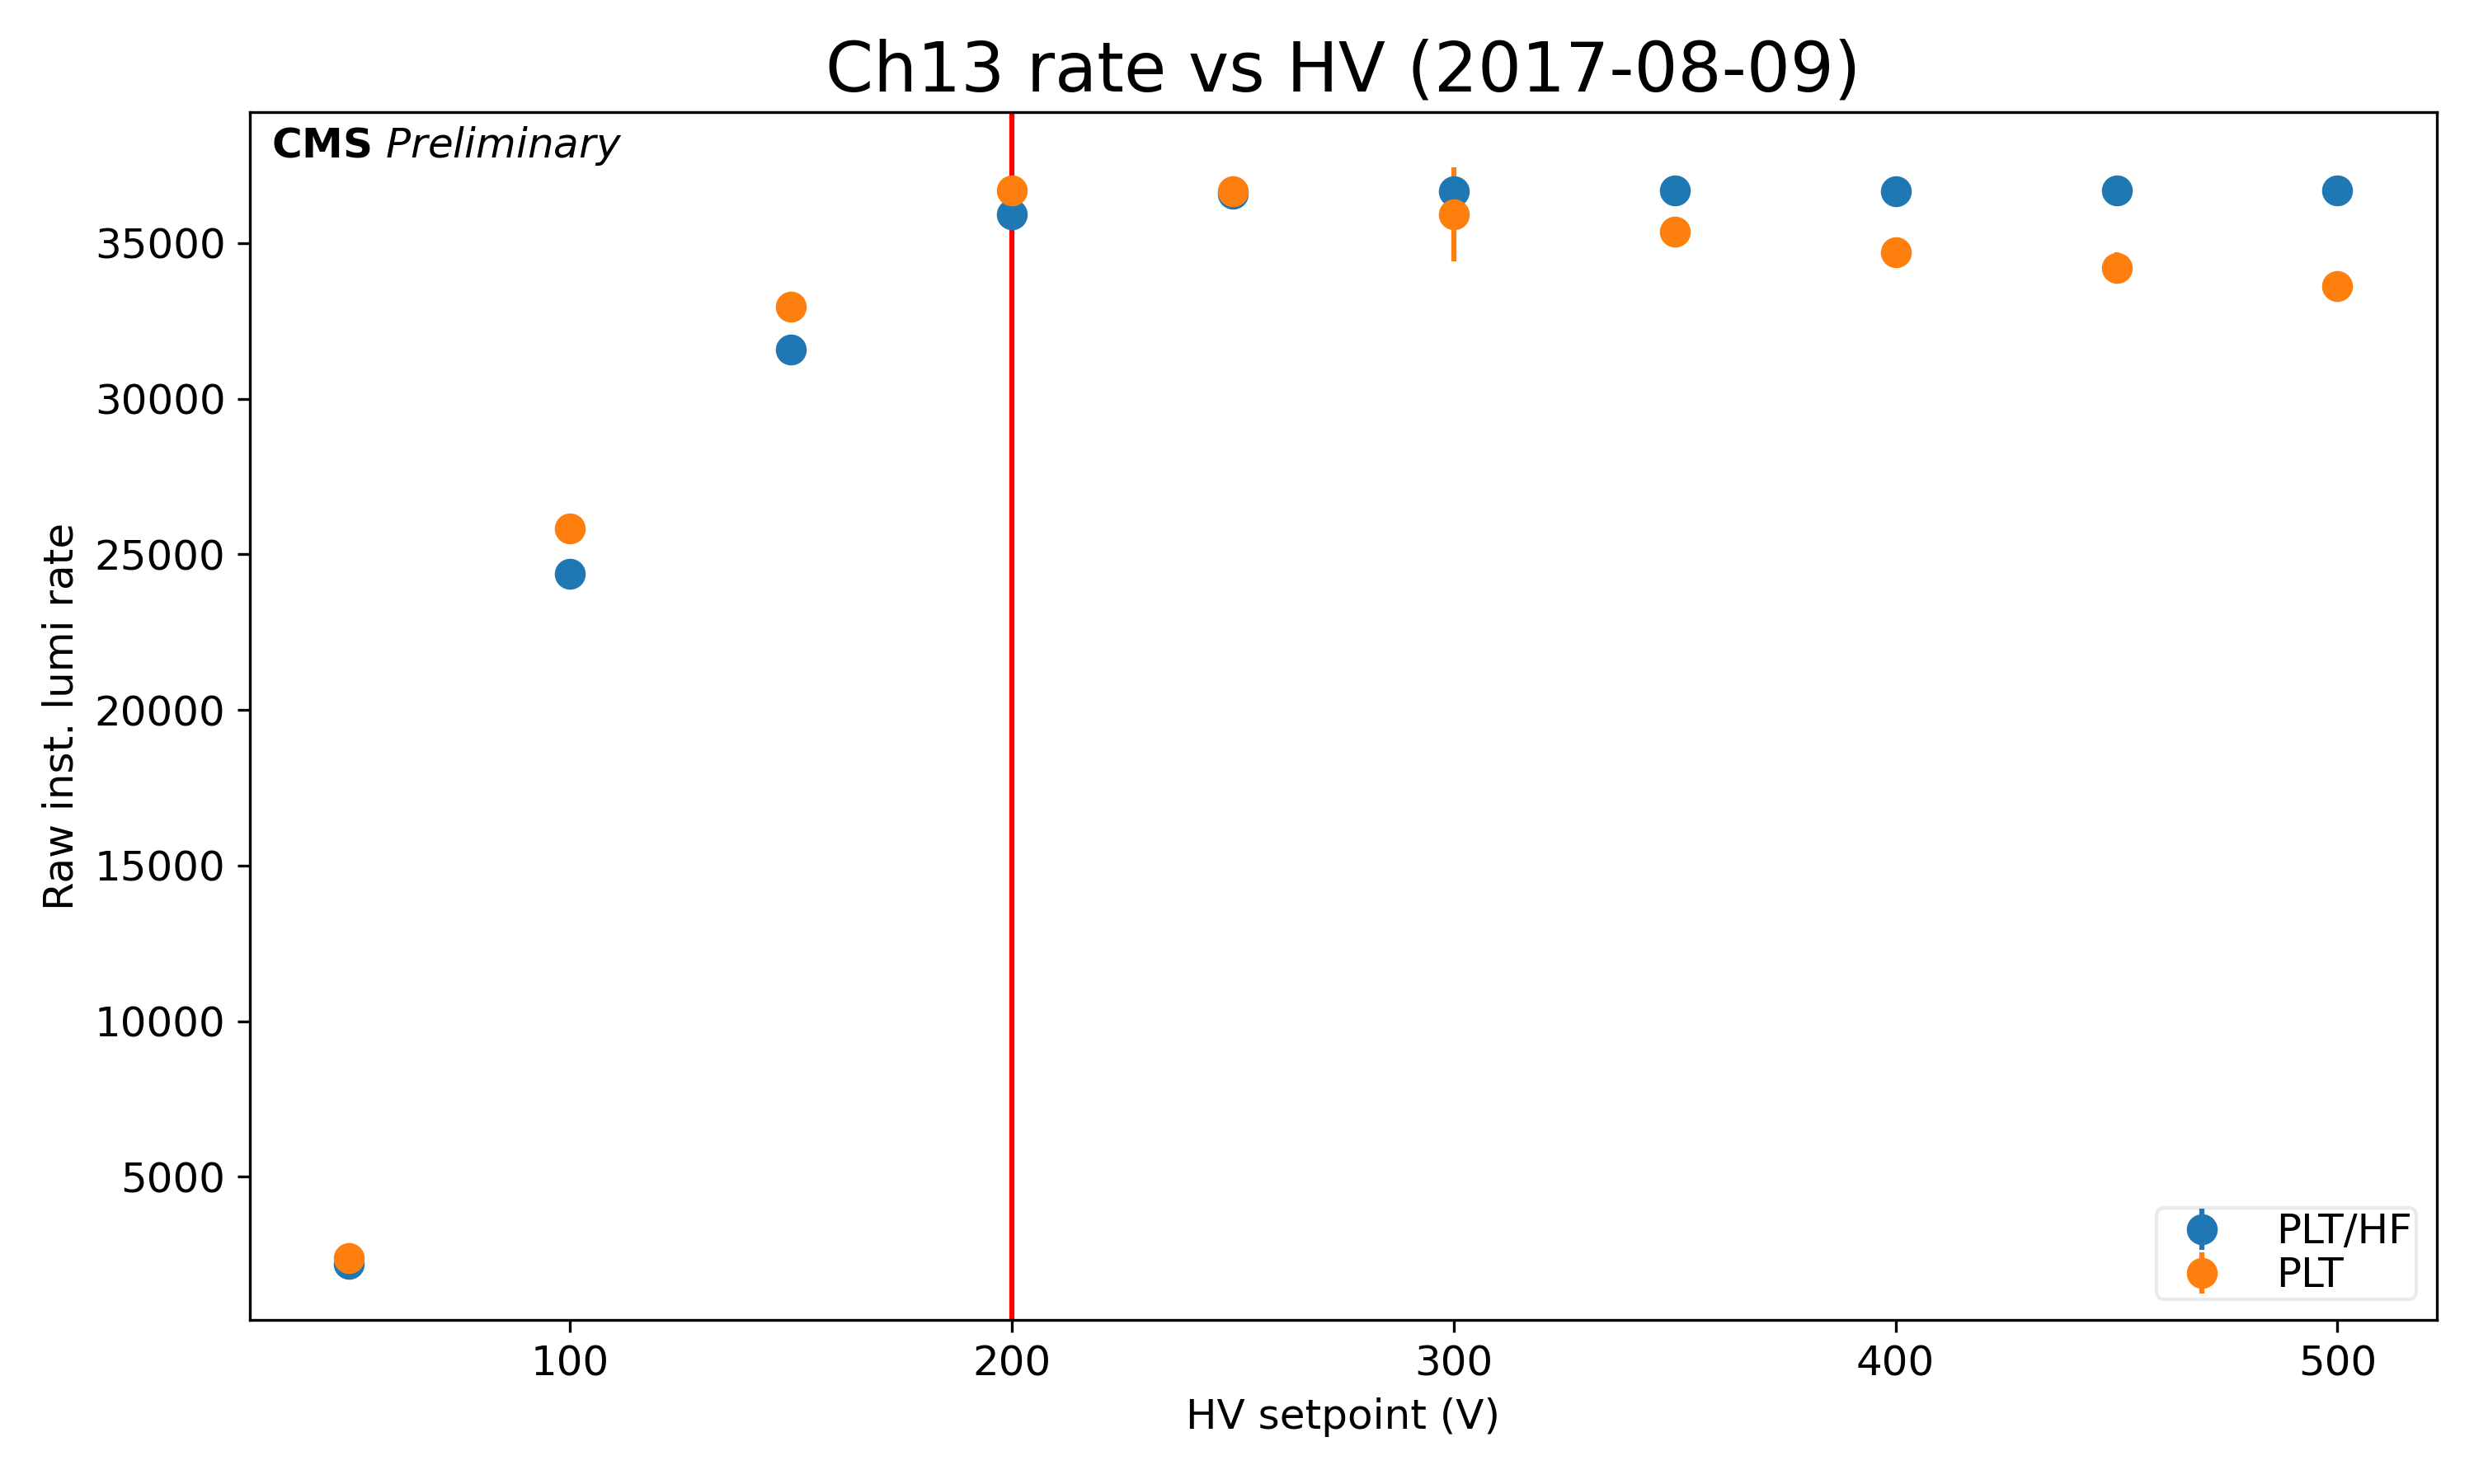 Ch13 rate vs HV (2017-08-09)
CMS Preliminary
35000
30000
25000
20000
15000
10000
5000
Raw inst. lumi rate
PLT/HF
PLT
100 200 300 400 500
HV setpoint (V)